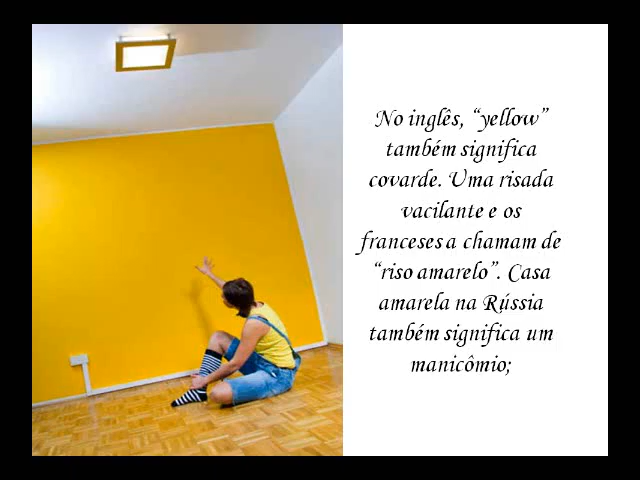 No inglês, “yellow”
também significa
covarde. Uma risada
vacilante e os
franceses a chamam de
“riso amarelo”. Casa
amarela na Rússia
também significa um
manicômio;